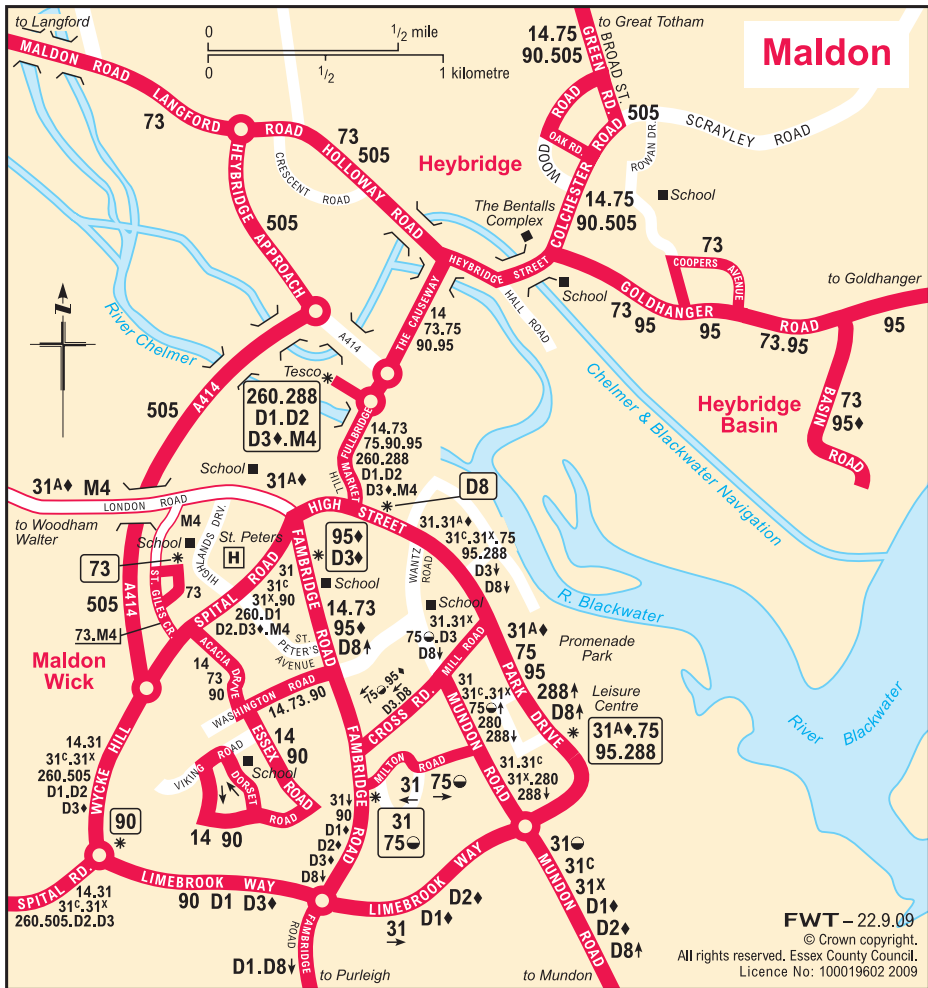 to Langford
0 1/2 mile
0 1/2 1 kilometre
to Great Totham
Maldon
14.75
90.505
GREEN RD.
BROAD ST.
MALDON ROAD
LANGFORD ROAD
73
73
505
HOLLOWAY ROAD
CRESCENT ROAD
Heybridge
WOOD ROAD
OAK RD.
505
SCRAYLEY ROAD
ROWAN DR.
School
COLCHESTER ROAD
14.75
90.505
The Bentalls
Complex
HEYBRIDGE APPROACH
505
HEYBRIDGE STREET
School
HALL ROAD
73
COOPERS AVENUE
to Goldhanger
GOLDHANGER ROAD
73
95
95
73.95
95
N
River Chelmer
THE CAUSEWAY
14
73.75
90.95
A414
Tesco
260.288
D1.D2
D3♦.M4
505
A414
FULLBRIDGE
MARKET HILL
14.73
75.90.95
260.288
D1.D2
D3♦.M4
Chelmer & Blackwater Navigation
Heybridge
Basin
BASIN ROAD
73
95♦
School
31A♦ M4
31A♦
LONDON ROAD
to Woodham
Walter
D8
HIGH STREET
M4
School
73
HIGHLANDS DRV.
St. Peters
H
95♦
D3♦
31.31A♦
31C.31X.75
95.288
D3↓
D8↓
WANTZ ROAD
R. Blackwater
505
A414
ST. GILES CR.
73
73.M4
SPITAL ROAD
31
31C
31X.90
260.D1
D2.D3♦.M4
FAMBRIDGE ROAD
School
14.73
95♦
D8↑
ST. PETER'S AVENUE
School
31.31X
75◒.D3
D8↓
31A♦
75
95
Promenade
Park
Maldon
Wick
ACACIA DRVE
14
73
90
WASHINGTON ROAD
14.73.90
←
75◒.95♦
D3.D8
←
CROSS RD.
MILL ROAD
31
31C.31X
75◒↑
280
288↓
PARK DRIVE
288↑
D8↑
Leisure
Centre
31A♦.75
95.288
River Blackwater
WYCKE HILL
14.31
31C.31X
260.505
D1.D2
D3♦
14
90
ESSEX ROAD
VIKING ROAD
School
DORSET ROAD
14 90
FAMBRIDGE ROAD
MILTON ROAD
31 75◒
← →
31
75◒
MUNDON ROAD
31.31C
31X.280
288↓
90
31↓
90
D1♦
D2♦
D3♦
D8↓
SPITAL RD.
14.31
31C.31X
260.505.D2.D3
LIMEBROOK WAY
90 D1 D3♦
LIMEBROOK WAY
D2♦
D1♦
31
→
31◒
31C
31X
D1♦
D2♦
D8↑
MUNDON ROAD
FAMBRIDGE ROAD
D1.D8↓
to Purleigh
to Mundon
FWT – 22.9.09
© Crown copyright.
All rights reserved. Essex County Council.
Licence No: 100019602 2009